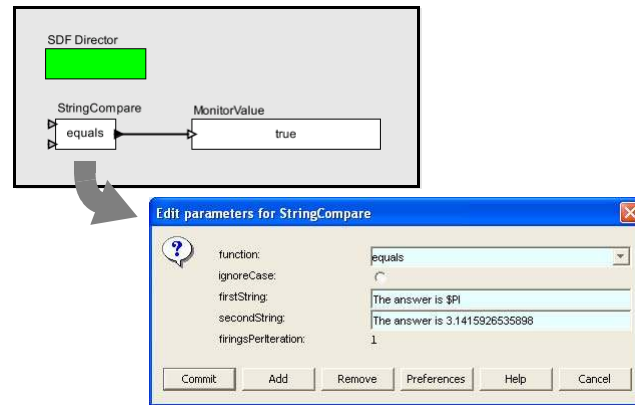 SDF Director
StringCompare
equals
MonitorValue
true
Edit parameters for StringCompare
function:
equals
ignoreCase:
firstString:
The answer is $PI
secondString:
The answer is 3.1415926535898
firingsPerIteration:
1
Commit
Add
Remove
Preferences
Help
Cancel